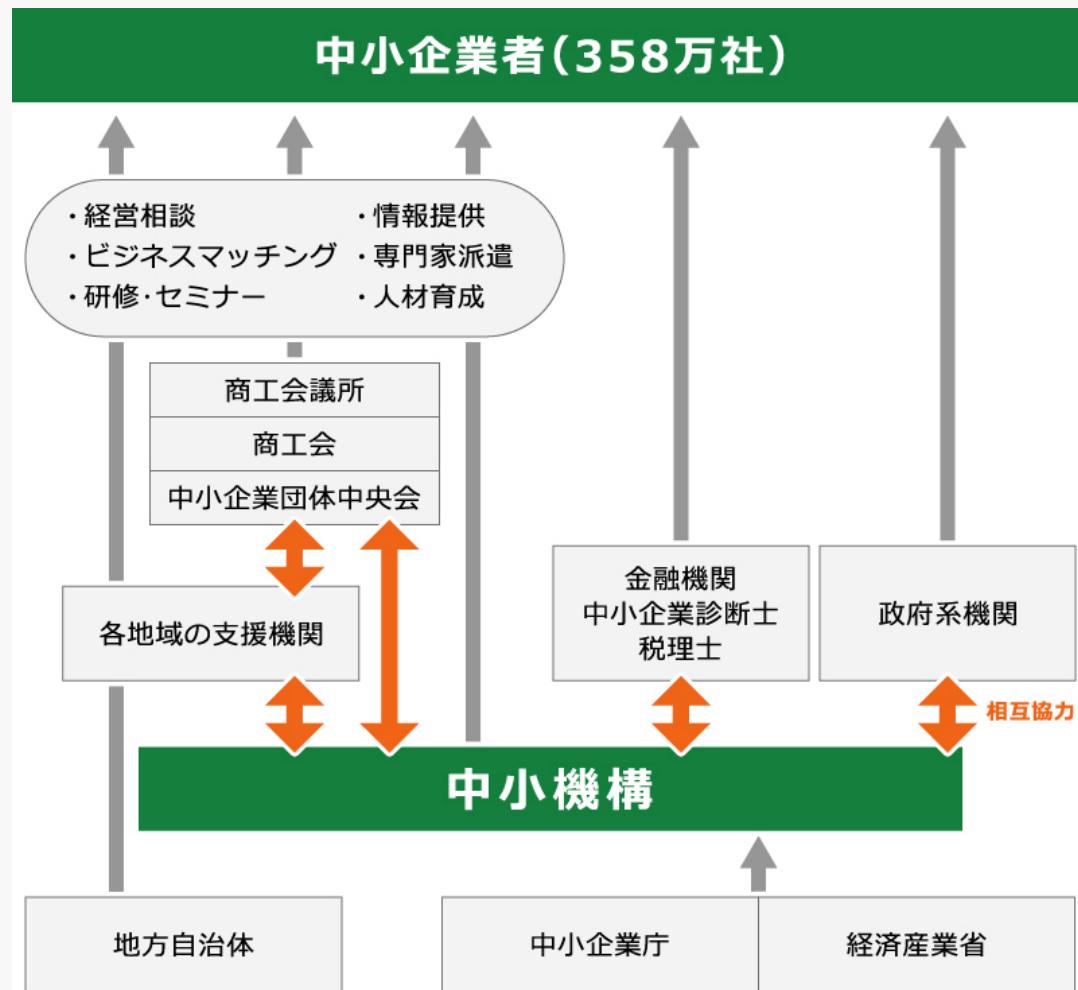 中小企業者（358万社）
・経営相談
・ビジネスマッチング
・研修・セミナー
・情報提供
・専門家派遣
・人材育成
商工会議所
商工会
中小企業団体中央会
各地域の支援機関
金融機関
中小企業診断士
税理士
政府系機関
相互協力
中小機構
地方自治体
中小企業庁
経済産業省